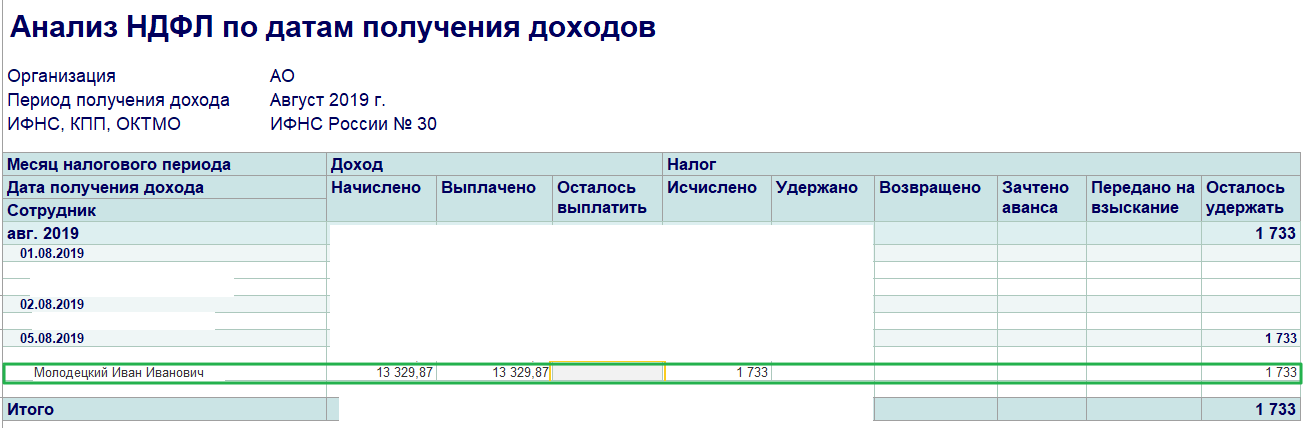 Анализ НДФЛ по датам получения доходов
Организация АО
Период получения дохода Август 2019 г.
ИФНС, КПП, ОКТМО ИФНС России № 30
Месяц налогового периода Доход Налог
Дата получения дохода Начислено Выплачено Осталось выплатить Исчислено Удержано Возвращено Зачтено аванса Передано на взыскание Осталось удержать
Сотрудник
авг. 2019 1 733
01.08.2019
02.08.2019
05.08.2019 1 733
Молодецкий Иван Иванович 13 329,87 13 329,87 1 733 1 733
Итого 1 733